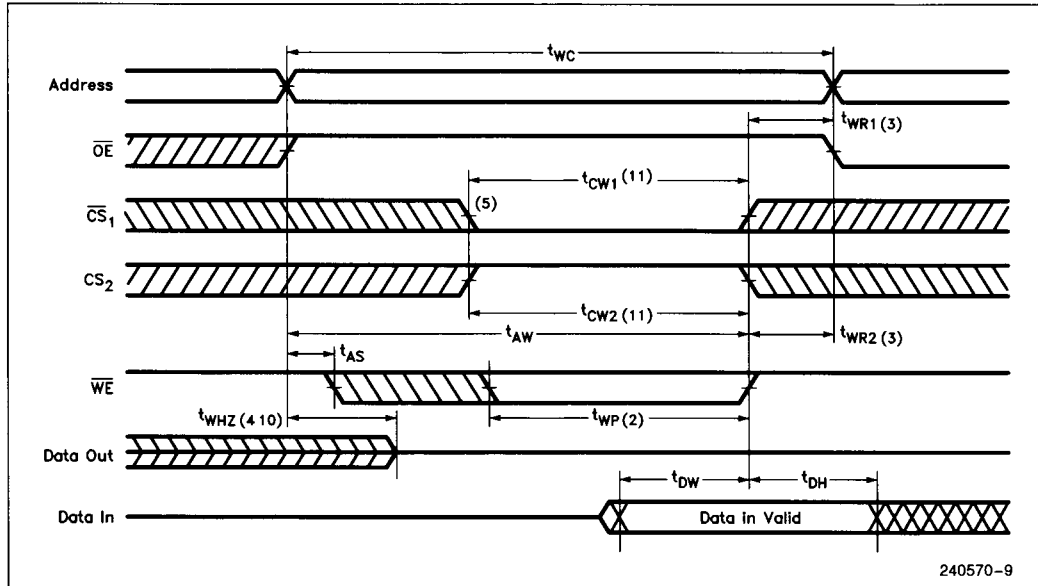 tWC
Address
tWR1 (3)
OE
tCW1 (11)
(5)
CS1
CS2
tCW2 (11)
tAW
tWR2 (3)
tAS
WE
tWHZ (4 10)
tWP (2)
Data Out
tDW
tDH
Data In
Data in Valid
240570-9